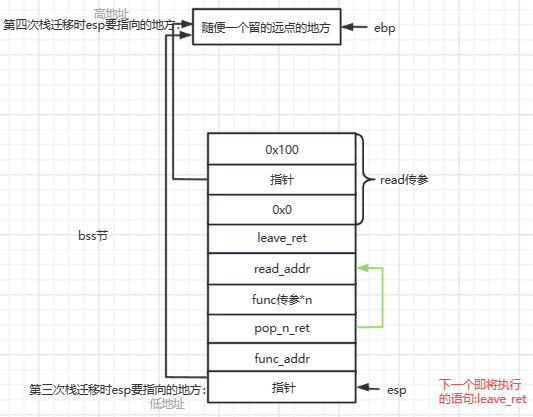 高地址
第四次栈迁移时esp要指向的地方:
随便一个留的远点的地方
ebp
0x100
指针
read传参
0x0
bss节
leave_ret
read_addr
func传参*n
pop_n_ret
func_addr
第三次栈迁移时esp要指向的地方:
指针
esp
下一个即将执行
的语句:leave_ret
低地址